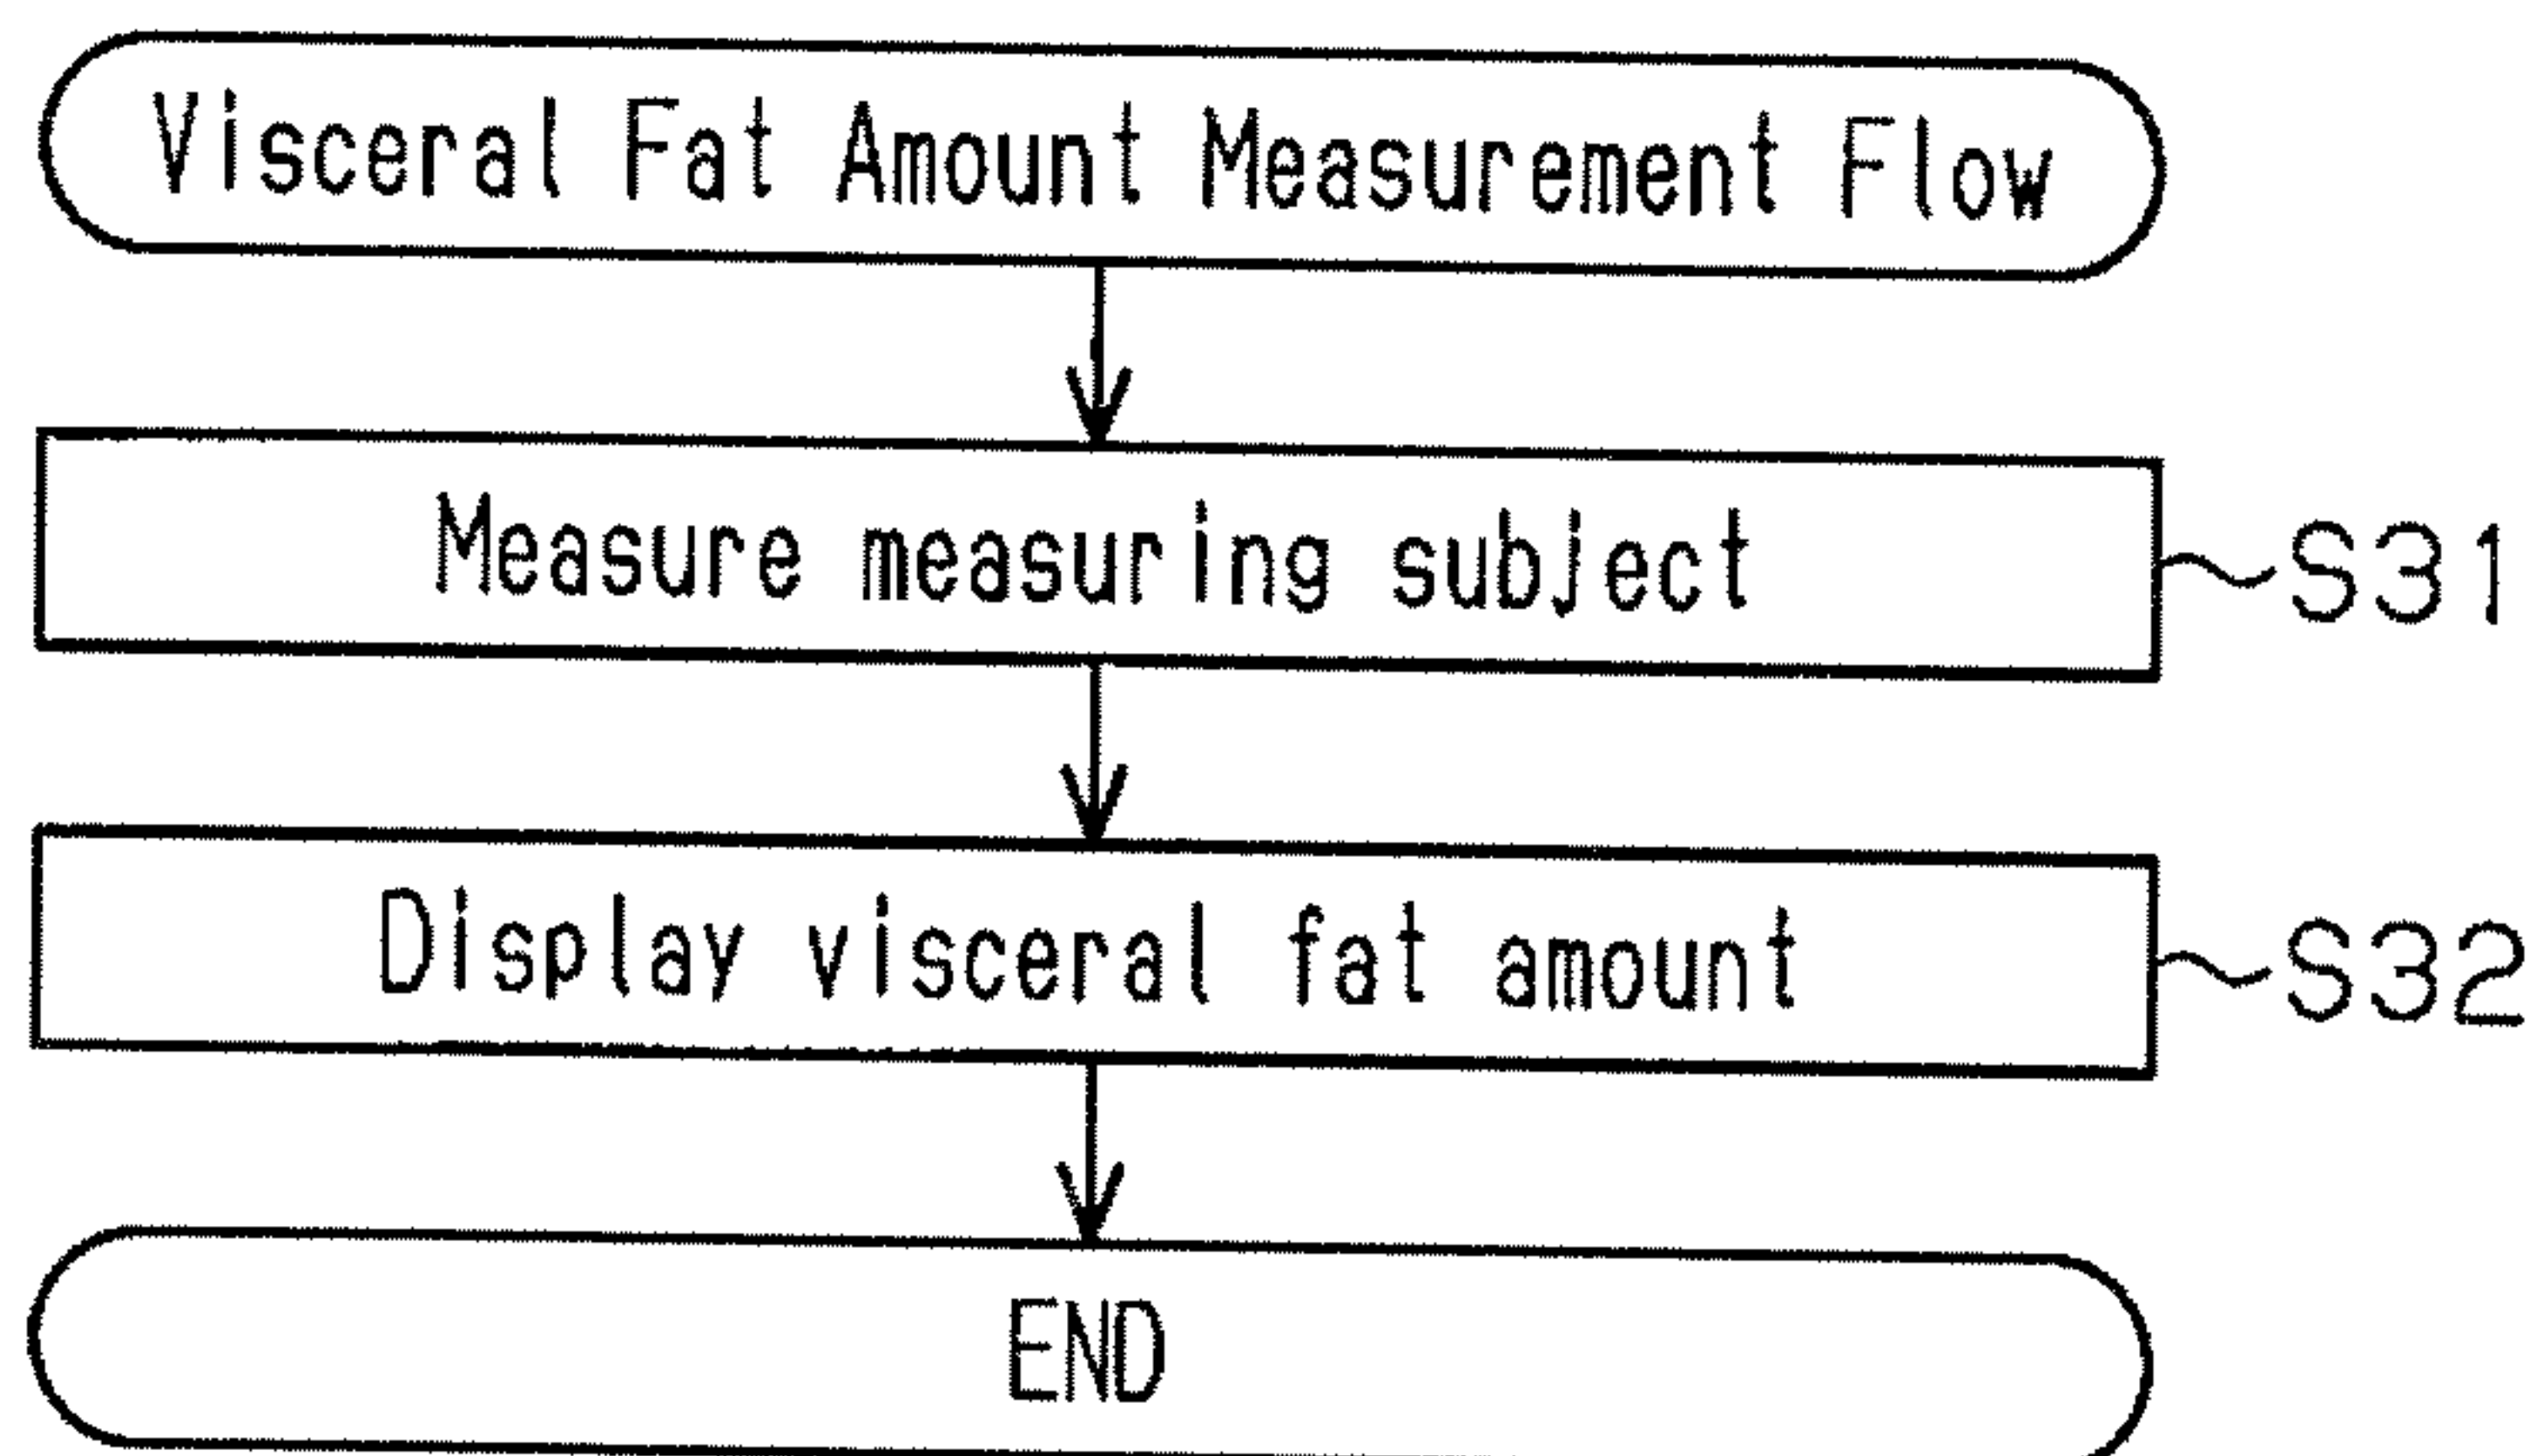 Visceral Fat Amount Measurement Flow
Measure measuring subject S31
Display visceral fat amount S32
END